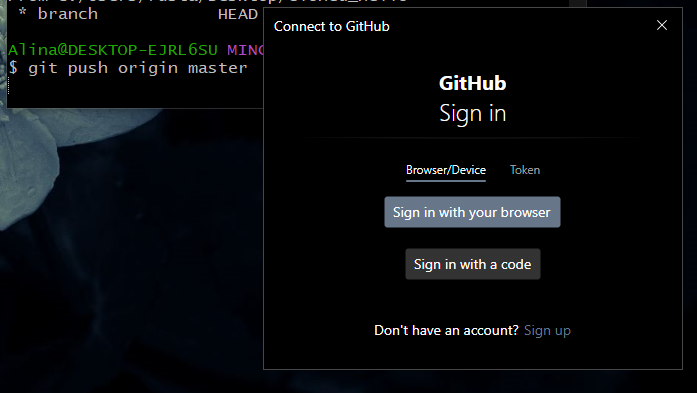 * branch HEAD
Connect to GitHub
Alina@DESKTOP-EJRL6SU
$ git push origin master
GitHub
Sign in
Browser/Device Token
Sign in with your browser
Sign in with a code
Don't have an account? Sign up